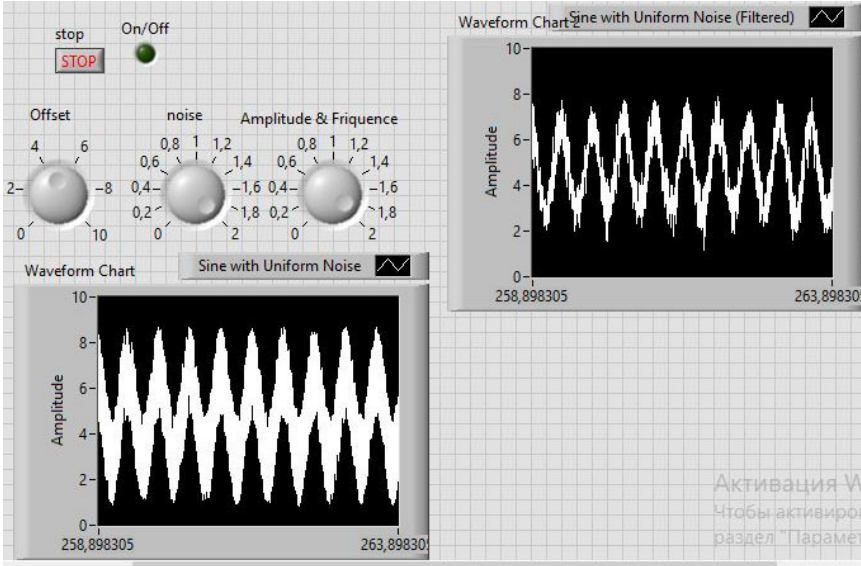 stop
On/Off
STOP
Offset
4
6
2
8
0
10
noise
0,8
1
1,2
0,6
1,4
0,4
1,6
0,2
1,8
0
2
Amplitude & Friquence
0,8
1
1,2
0,6
1,4
0,4
1,6
0,2
1,8
0
2
Waveform Chart 2
Sine with Uniform Noise (Filtered)
10
8
6
4
2
0
Amplitude
258,898305
263,898305
Waveform Chart
Sine with Uniform Noise
10
8
6
4
2
0
Amplitude
258,898305
263,898305
Активация W
Чтобы активиро
раздел "Парамет